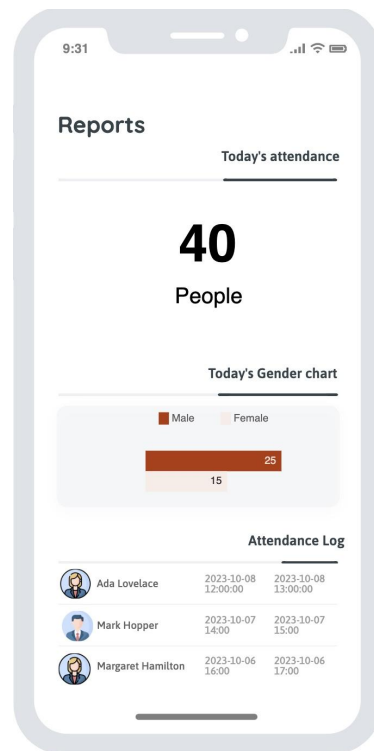 9:31
Reports
Today's attendance
40
People
Today's Gender chart
Male Female
25
15
Attendance Log
Ada Lovelace 2023-10-08 2023-10-08
12:00:00 13:00:00
Mark Hopper 2023-10-07 2023-10-07
14:00 15:00
Margaret Hamilton 2023-10-06 2023-10-06
16:00 17:00